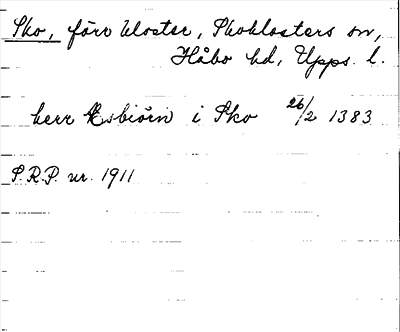 Sko, förr kloster, Skoklosters sn,
Håbo hd, Upps. l.
herr Esbiörn i Sko 26/2 1383
S.R.P. nr. 1911